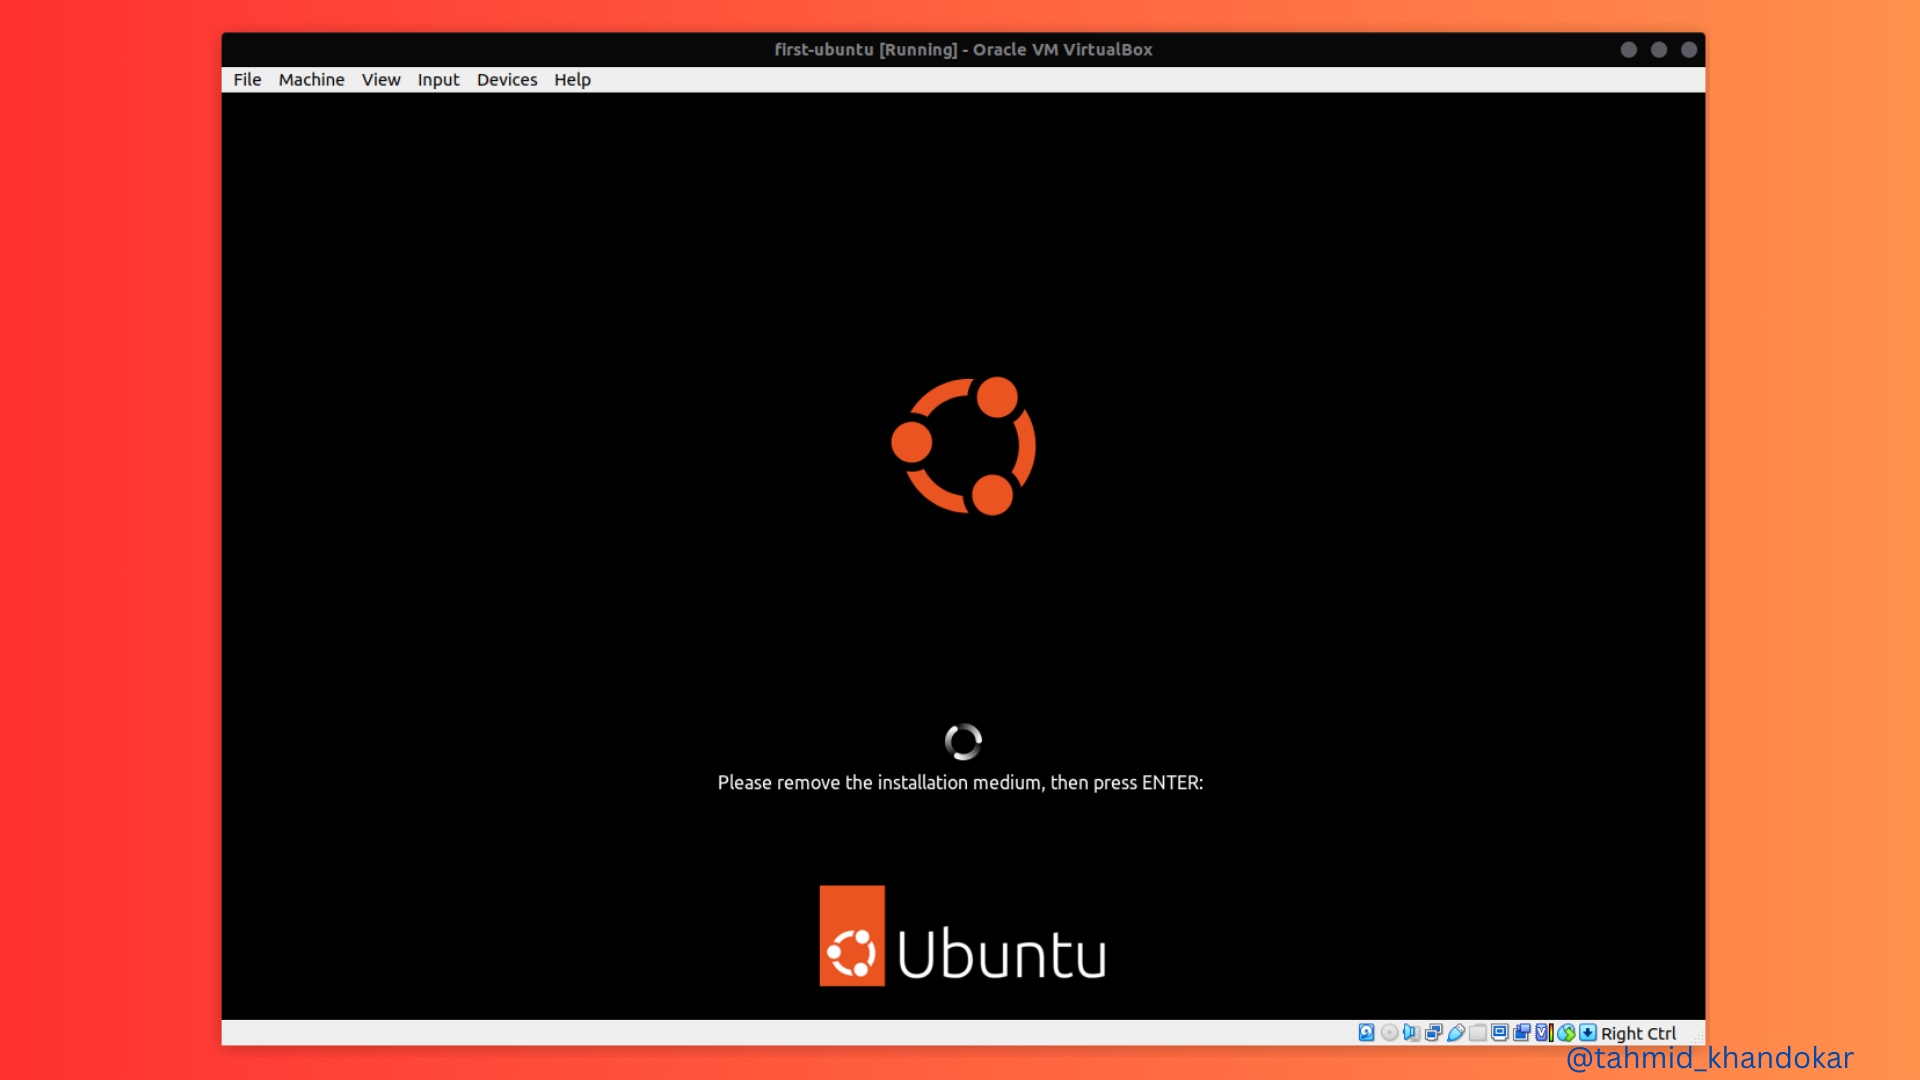 first-ubuntu [Running] - Oracle VM VirtualBox
File Machine View Input Devices Help
Please remove the installation medium, then press ENTER:
Ubuntu
Right Ctrl
@tahmid_khandokar